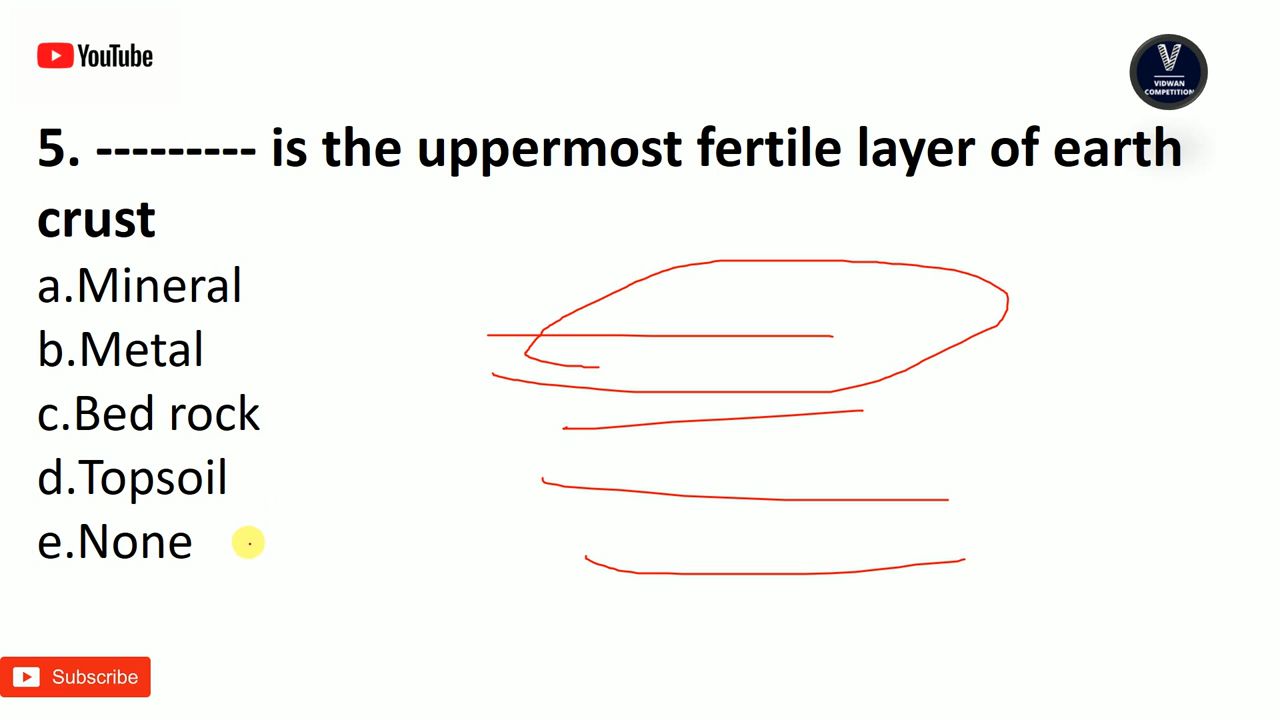 YouTube
VIDWAN
COMPETITION
5. --------- is the uppermost fertile layer of earth
crust
a.Mineral
b.Metal
c.Bed rock
d.Topsoil
e.None
Subscribe